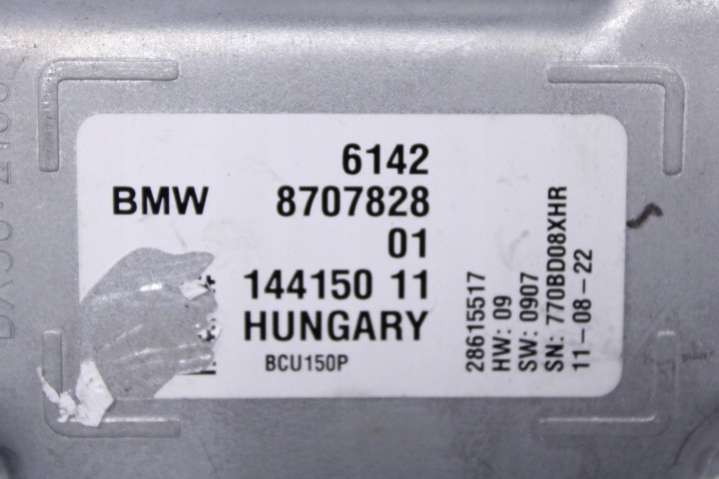 6142
BMW 8707828
01
144150 11
HUNGARY
BCU150P
28615517
HW: 09
SW: 0907
SN: 770BD08XHR
11-08-22